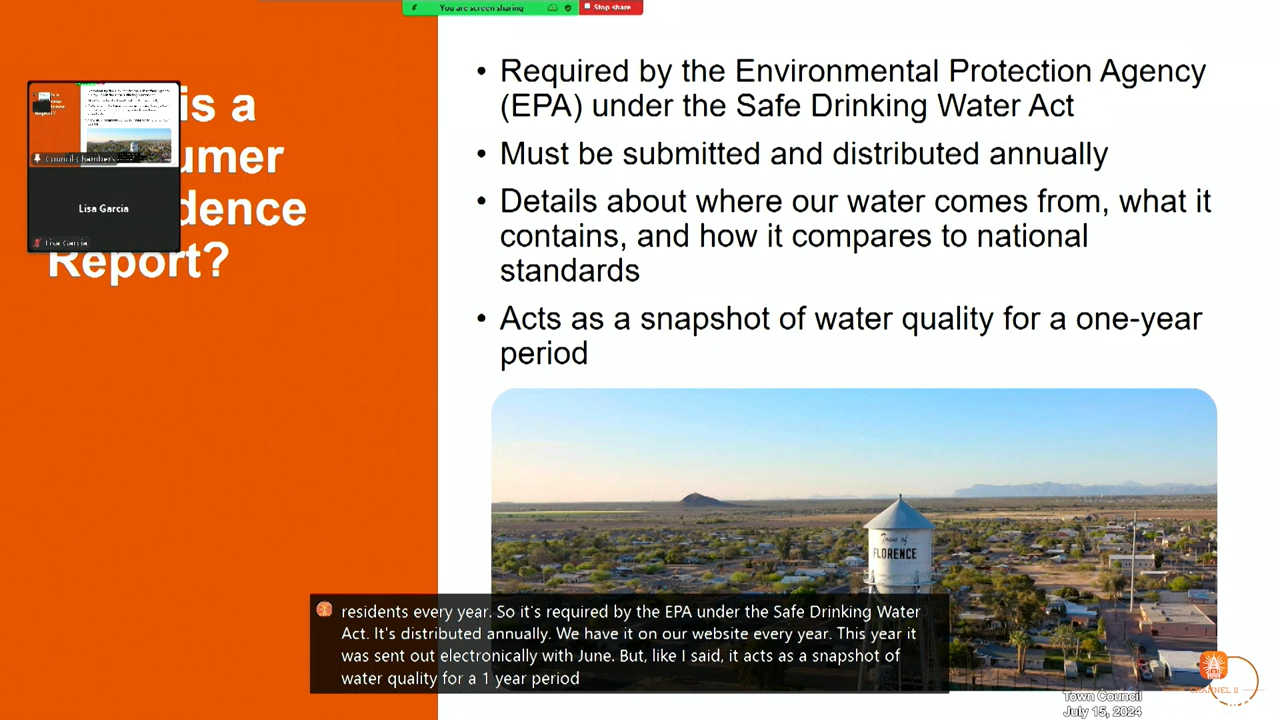 You are screen sharing
Stop share
is a
umer
dence
Report?
Council Chambers
Lisa Garcia
Lisa Garcia
• Required by the Environmental Protection Agency
(EPA) under the Safe Drinking Water Act
• Must be submitted and distributed annually
• Details about where our water comes from, what it
contains, and how it compares to national
standards
• Acts as a snapshot of water quality for a one-year
period
Town of
FLORENCE
residents every year. So it's required by the EPA under the Safe Drinking Water
Act. It's distributed annually. We have it on our website every year. This year it
was sent out electronically with June. But, like I said, it acts as a snapshot of
water quality for a 1 year period
CHANNEL 11
Town Council
July 15, 2024